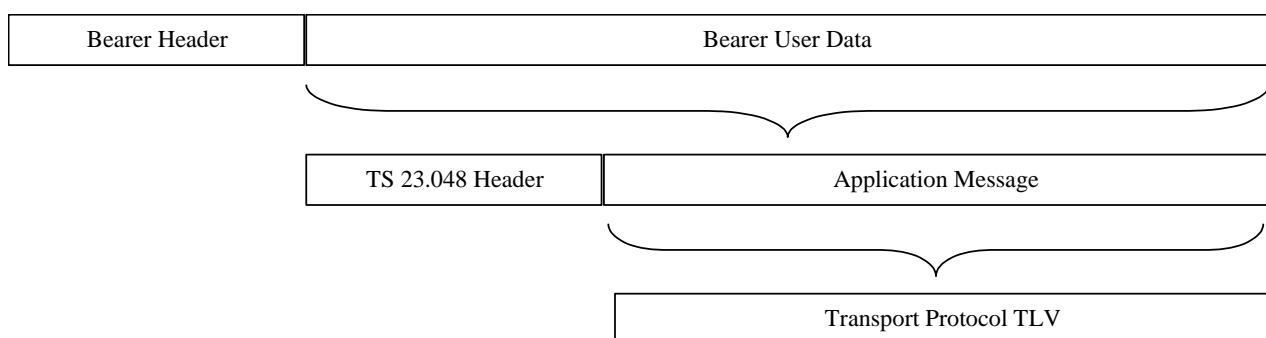 Bearer Header
Bearer User Data
TS 23.048 Header
Application Message
Transport Protocol TLV